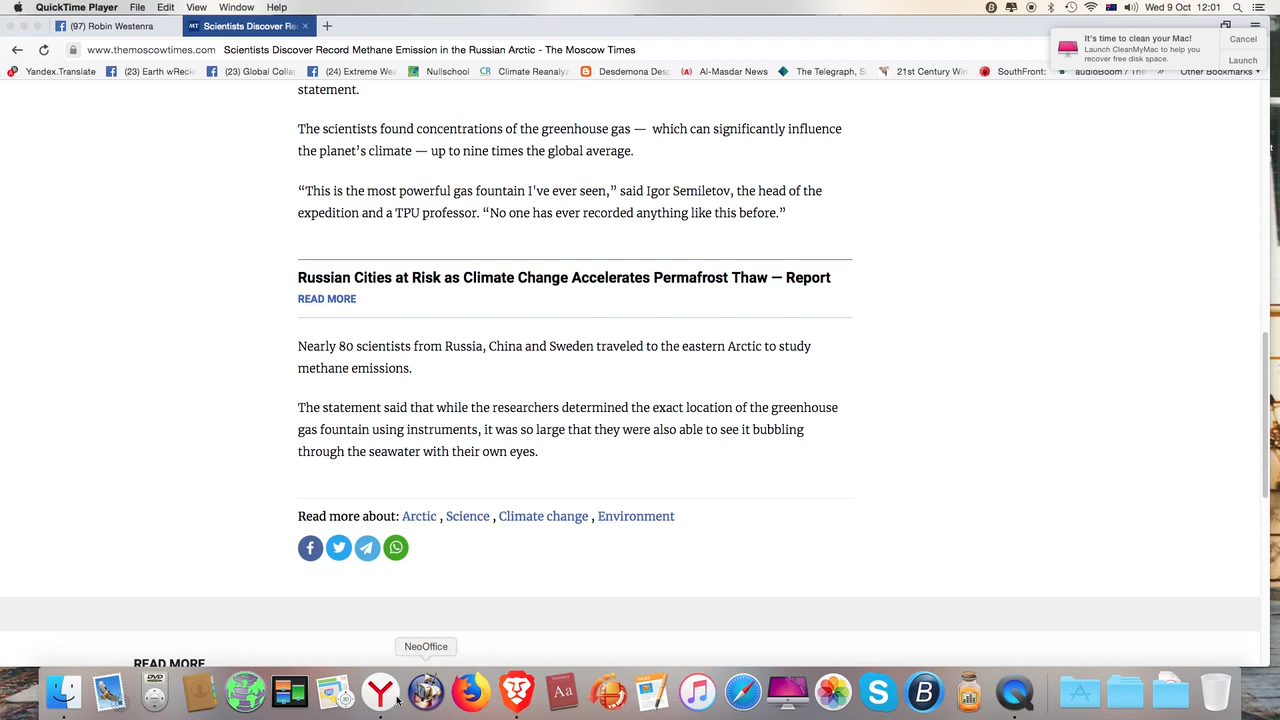 QuickTime Player File Edit View Window Help Wed 9 Oct 12:01
(97) Robin Westenra
Scientists Discover Re
www.themoscowtimes.com Scientists Discover Record Methane Emission in the Russian Arctic - The Moscow Times
It's time to clean your Mac!
Launch CleanMyMac to help you
recover free disk space.
Cancel
Launch
Yandex.Translate (23) Earth wReck (23) Global Colla (24) Extreme Wea Nullschool Climate Reanaly Desdemona Des Al-Masdar News The Telegraph, S 21st Century Wir SouthFront: audioBoom / The Other Bookmarks
statement.
The scientists found concentrations of the greenhouse gas — which can significantly influence
the planet’s climate — up to nine times the global average.
“This is the most powerful gas fountain I've ever seen,” said Igor Semiletov, the head of the
expedition and a TPU professor. “No one has ever recorded anything like this before.”
Russian Cities at Risk as Climate Change Accelerates Permafrost Thaw — Report
READ MORE
Nearly 80 scientists from Russia, China and Sweden traveled to the eastern Arctic to study
methane emissions.
The statement said that while the researchers determined the exact location of the greenhouse
gas fountain using instruments, it was so large that they were also able to see it bubbling
through the seawater with their own eyes.
Read more about: Arctic , Science , Climate change , Environment
NeoOffice
READ MORE